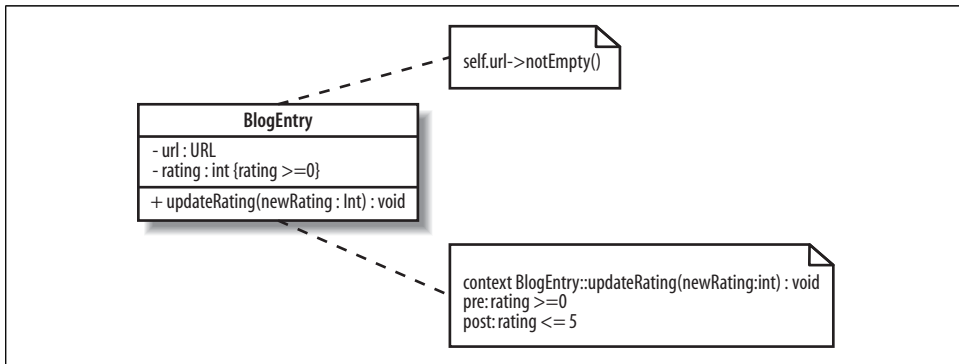 self.url->notEmpty()
BlogEntry
- url : URL
- rating : int {rating >=0}
+ updateRating(newRating : Int) : void
context BlogEntry::updateRating(newRating:int) : void
pre: rating >=0
post: rating <= 5